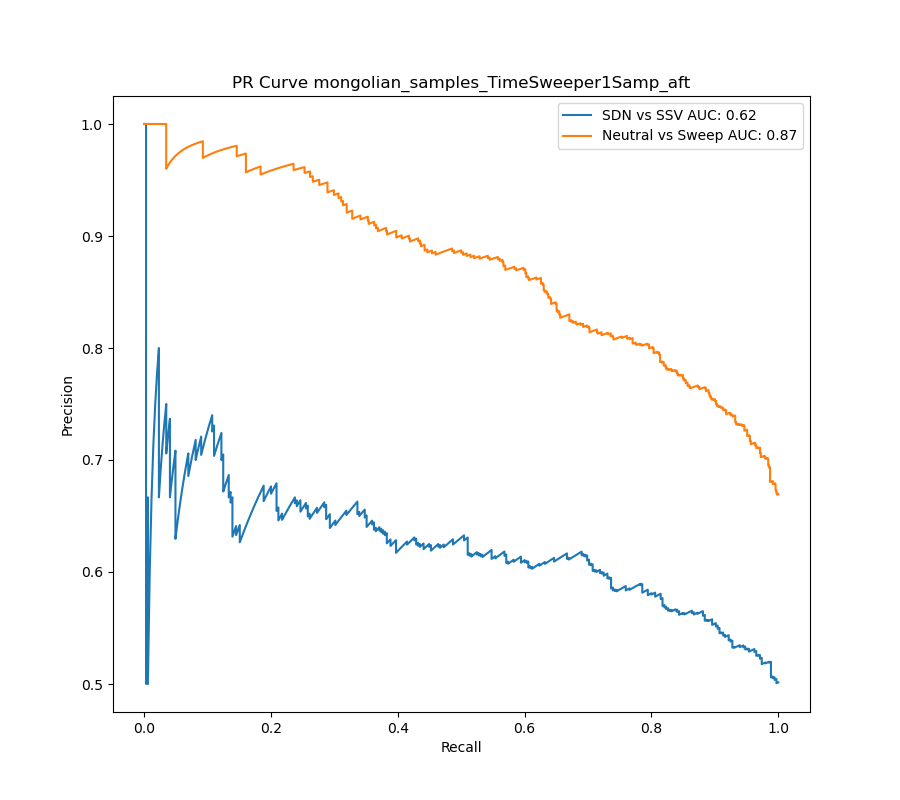 PR Curve mongolian_samples_TimeSweeper1Samp_aft
SDN vs SSV AUC: 0.62
Neutral vs Sweep AUC: 0.87
1.0
0.9
0.8
0.7
0.6
0.5
Precision
0.0 0.2 0.4 0.6 0.8 1.0
Recall